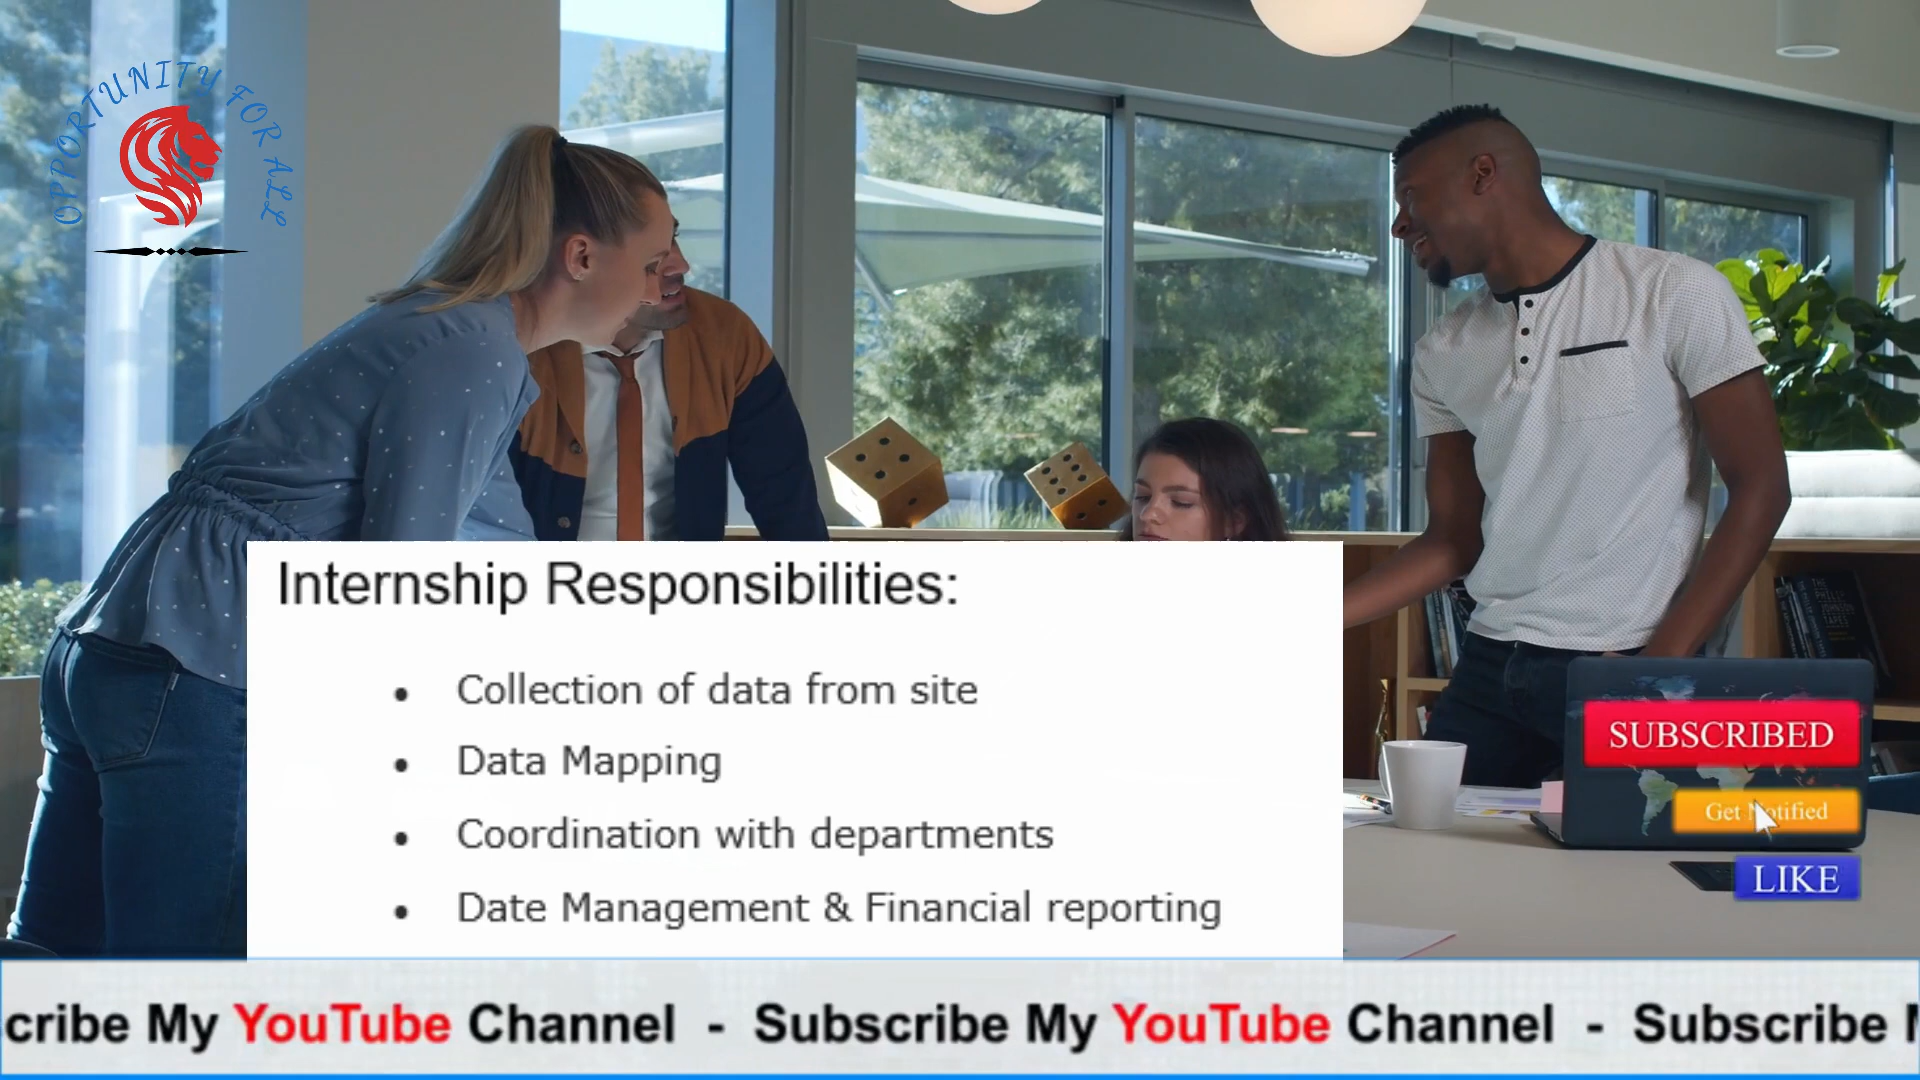 OPPORTUNITY FOR ALL
Internship Responsibilities:
• Collection of data from site
• Data Mapping
• Coordination with departments
• Date Management & Financial reporting
SUBSCRIBED
Get Notified
LIKE
cribe My YouTube Channel - Subscribe My YouTube Channel - Subscribe M